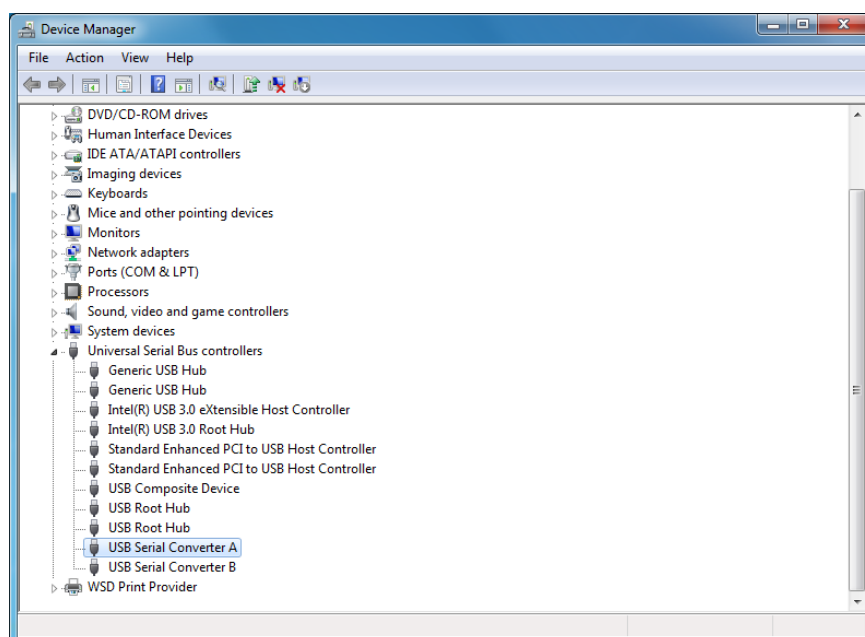 Device Manager
File Action View Help
DVD/CD-ROM drives
Human Interface Devices
IDE ATA/ATAPI controllers
Imaging devices
Keyboards
Mice and other pointing devices
Monitors
Network adapters
Ports (COM & LPT)
Processors
Sound, video and game controllers
System devices
Universal Serial Bus controllers
Generic USB Hub
Generic USB Hub
Intel(R) USB 3.0 eXtensible Host Controller
Intel(R) USB 3.0 Root Hub
Standard Enhanced PCI to USB Host Controller
Standard Enhanced PCI to USB Host Controller
USB Composite Device
USB Root Hub
USB Root Hub
USB Serial Converter A
USB Serial Converter B
WSD Print Provider